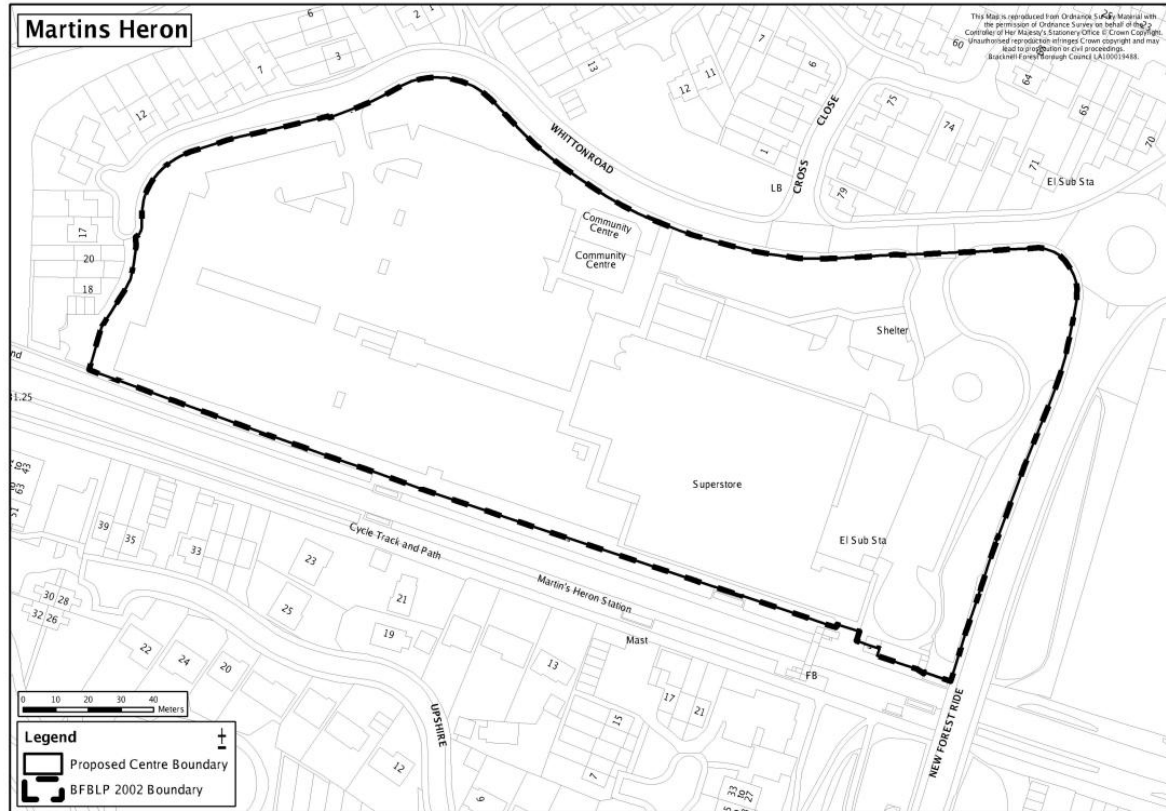 Martins Heron
This Map is reproduced from Ordnance Survey Material with
the permission of Ordnance Survey on behalf of the
Controller of Her Majesty's Stationery Office © Crown Copyright.
Unauthorised reproduction infringes Crown copyright and may
lead to prosecution or civil proceedings.
Bracknell Forest Borough Council LA100019488.
6
2
1
3
7
12
13
12
11
7
6
1
60
64
65
70
75
74
71
79
El Sub Sta
WHITTON ROAD
CROSS CLOSE
LB
17
20
18
Community
Centre
Community
Centre
Shelter
Superstore
El Sub Sta
Cycle Track and Path
Martin's Heron Station
Mast
FB
NEW FOREST RIDE
UPSHIRE
43
63
51
39
35
33
23
25
21
19
30
28
32
26
22
24
20
13
15
17
21
7
12
9
33
27
0 10 20 30 40
Meters
Legend
Proposed Centre Boundary
BFBLP 2002 Boundary